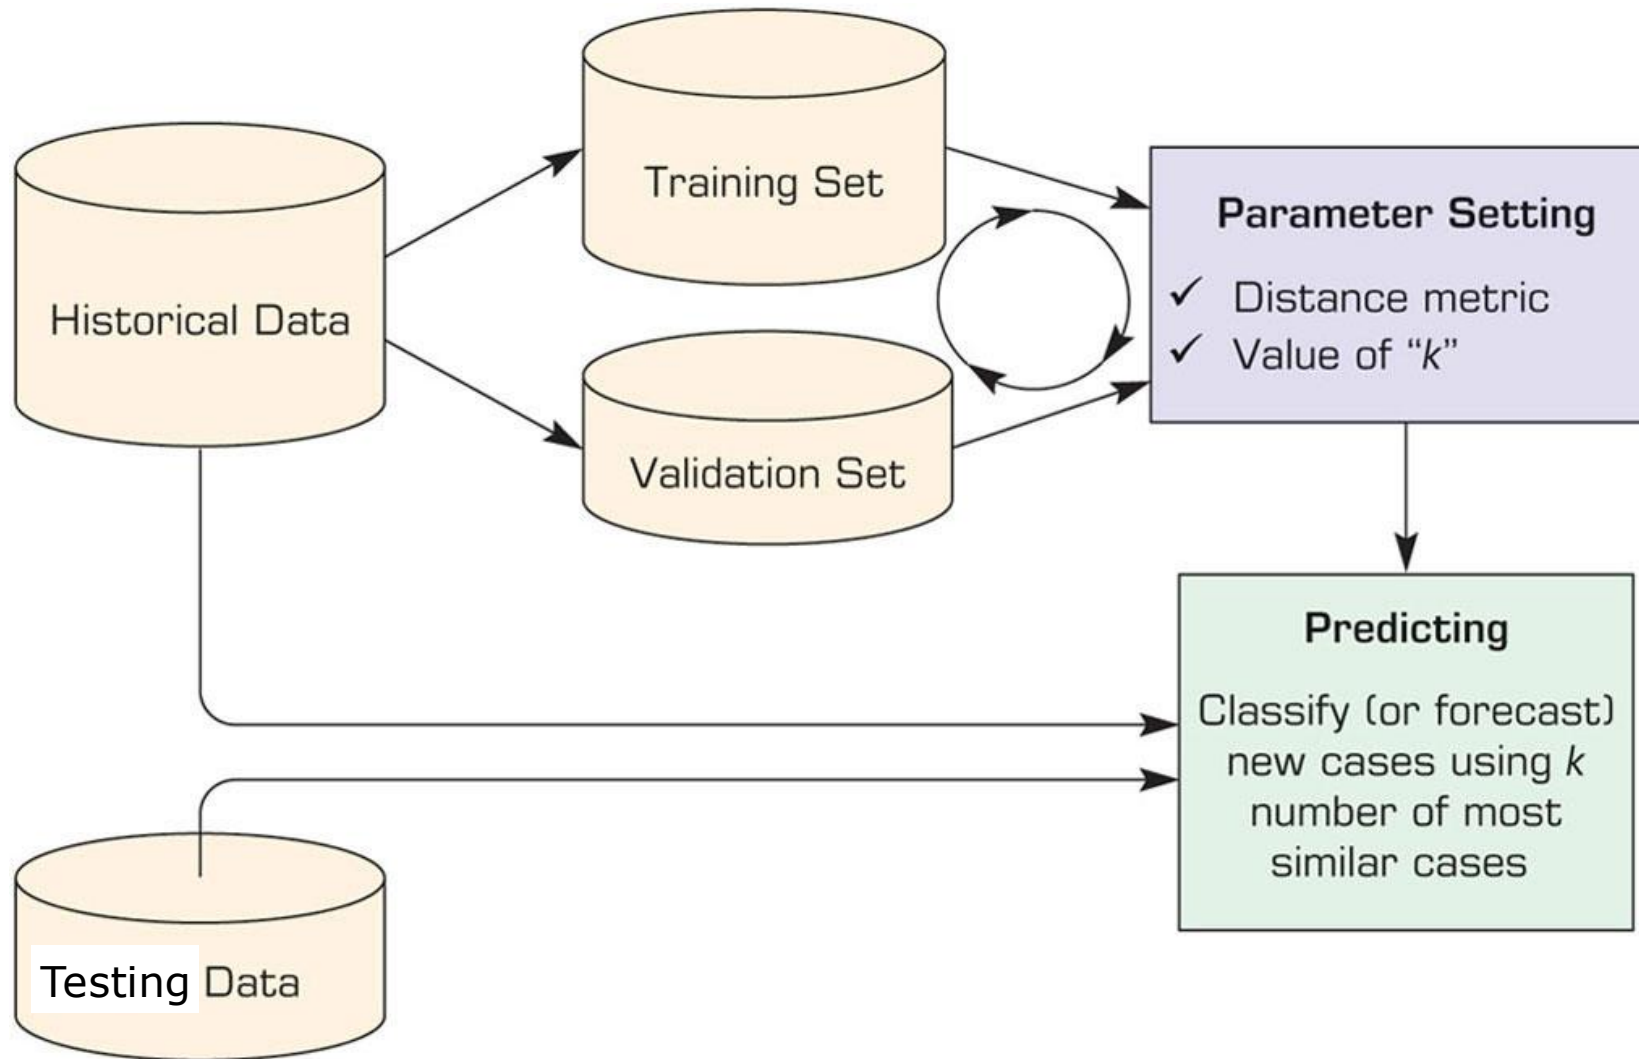 Training Set
Historical Data
Validation Set
Parameter Setting
✓ Distance metric
✓ Value of “k”
Predicting
Classify (or forecast)
new cases using k
number of most
similar cases
Testing Data